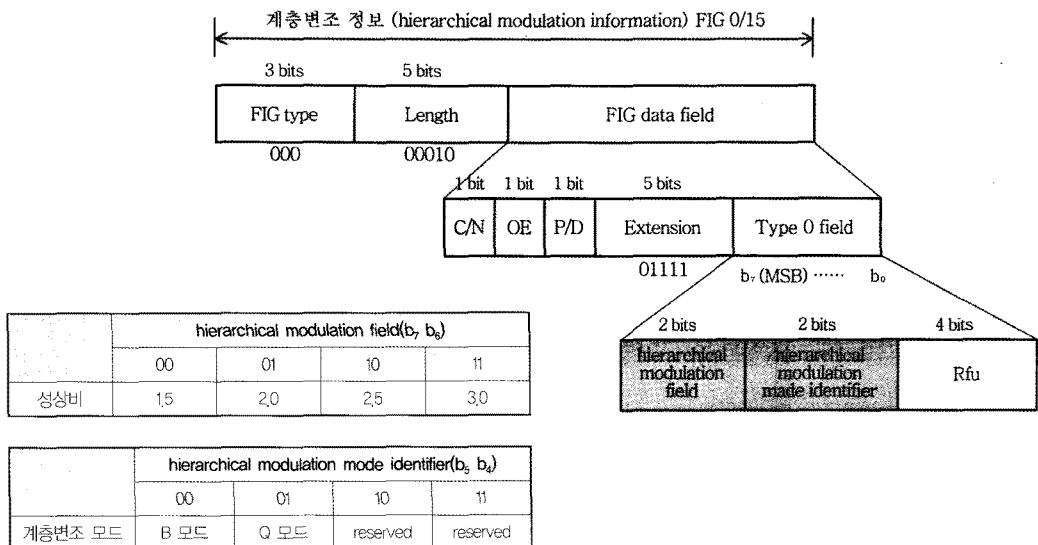 계층변조 정보 (hierarchical modulation information) FIG 0/15
3 bits 5 bits
FIG type Length FIG data field
000 00010
1 bit 1 bit 1 bit 5 bits
C/N OE P/D Extension Type 0 field
01111 b₇ (MSB) ······ b₀
2 bits 2 bits 4 bits
hierarchical modulation field
hierarchical modulation made identifier
Rfu
hierarchical modulation field(b₇ b₆)
00 01 10 11
성상비 1.5 2.0 2.5 3.0
hierarchical modulation mode identifier(b₅ b₄)
00 01 10 11
계층변조 모드 B 모드 Q 모드 reserved reserved